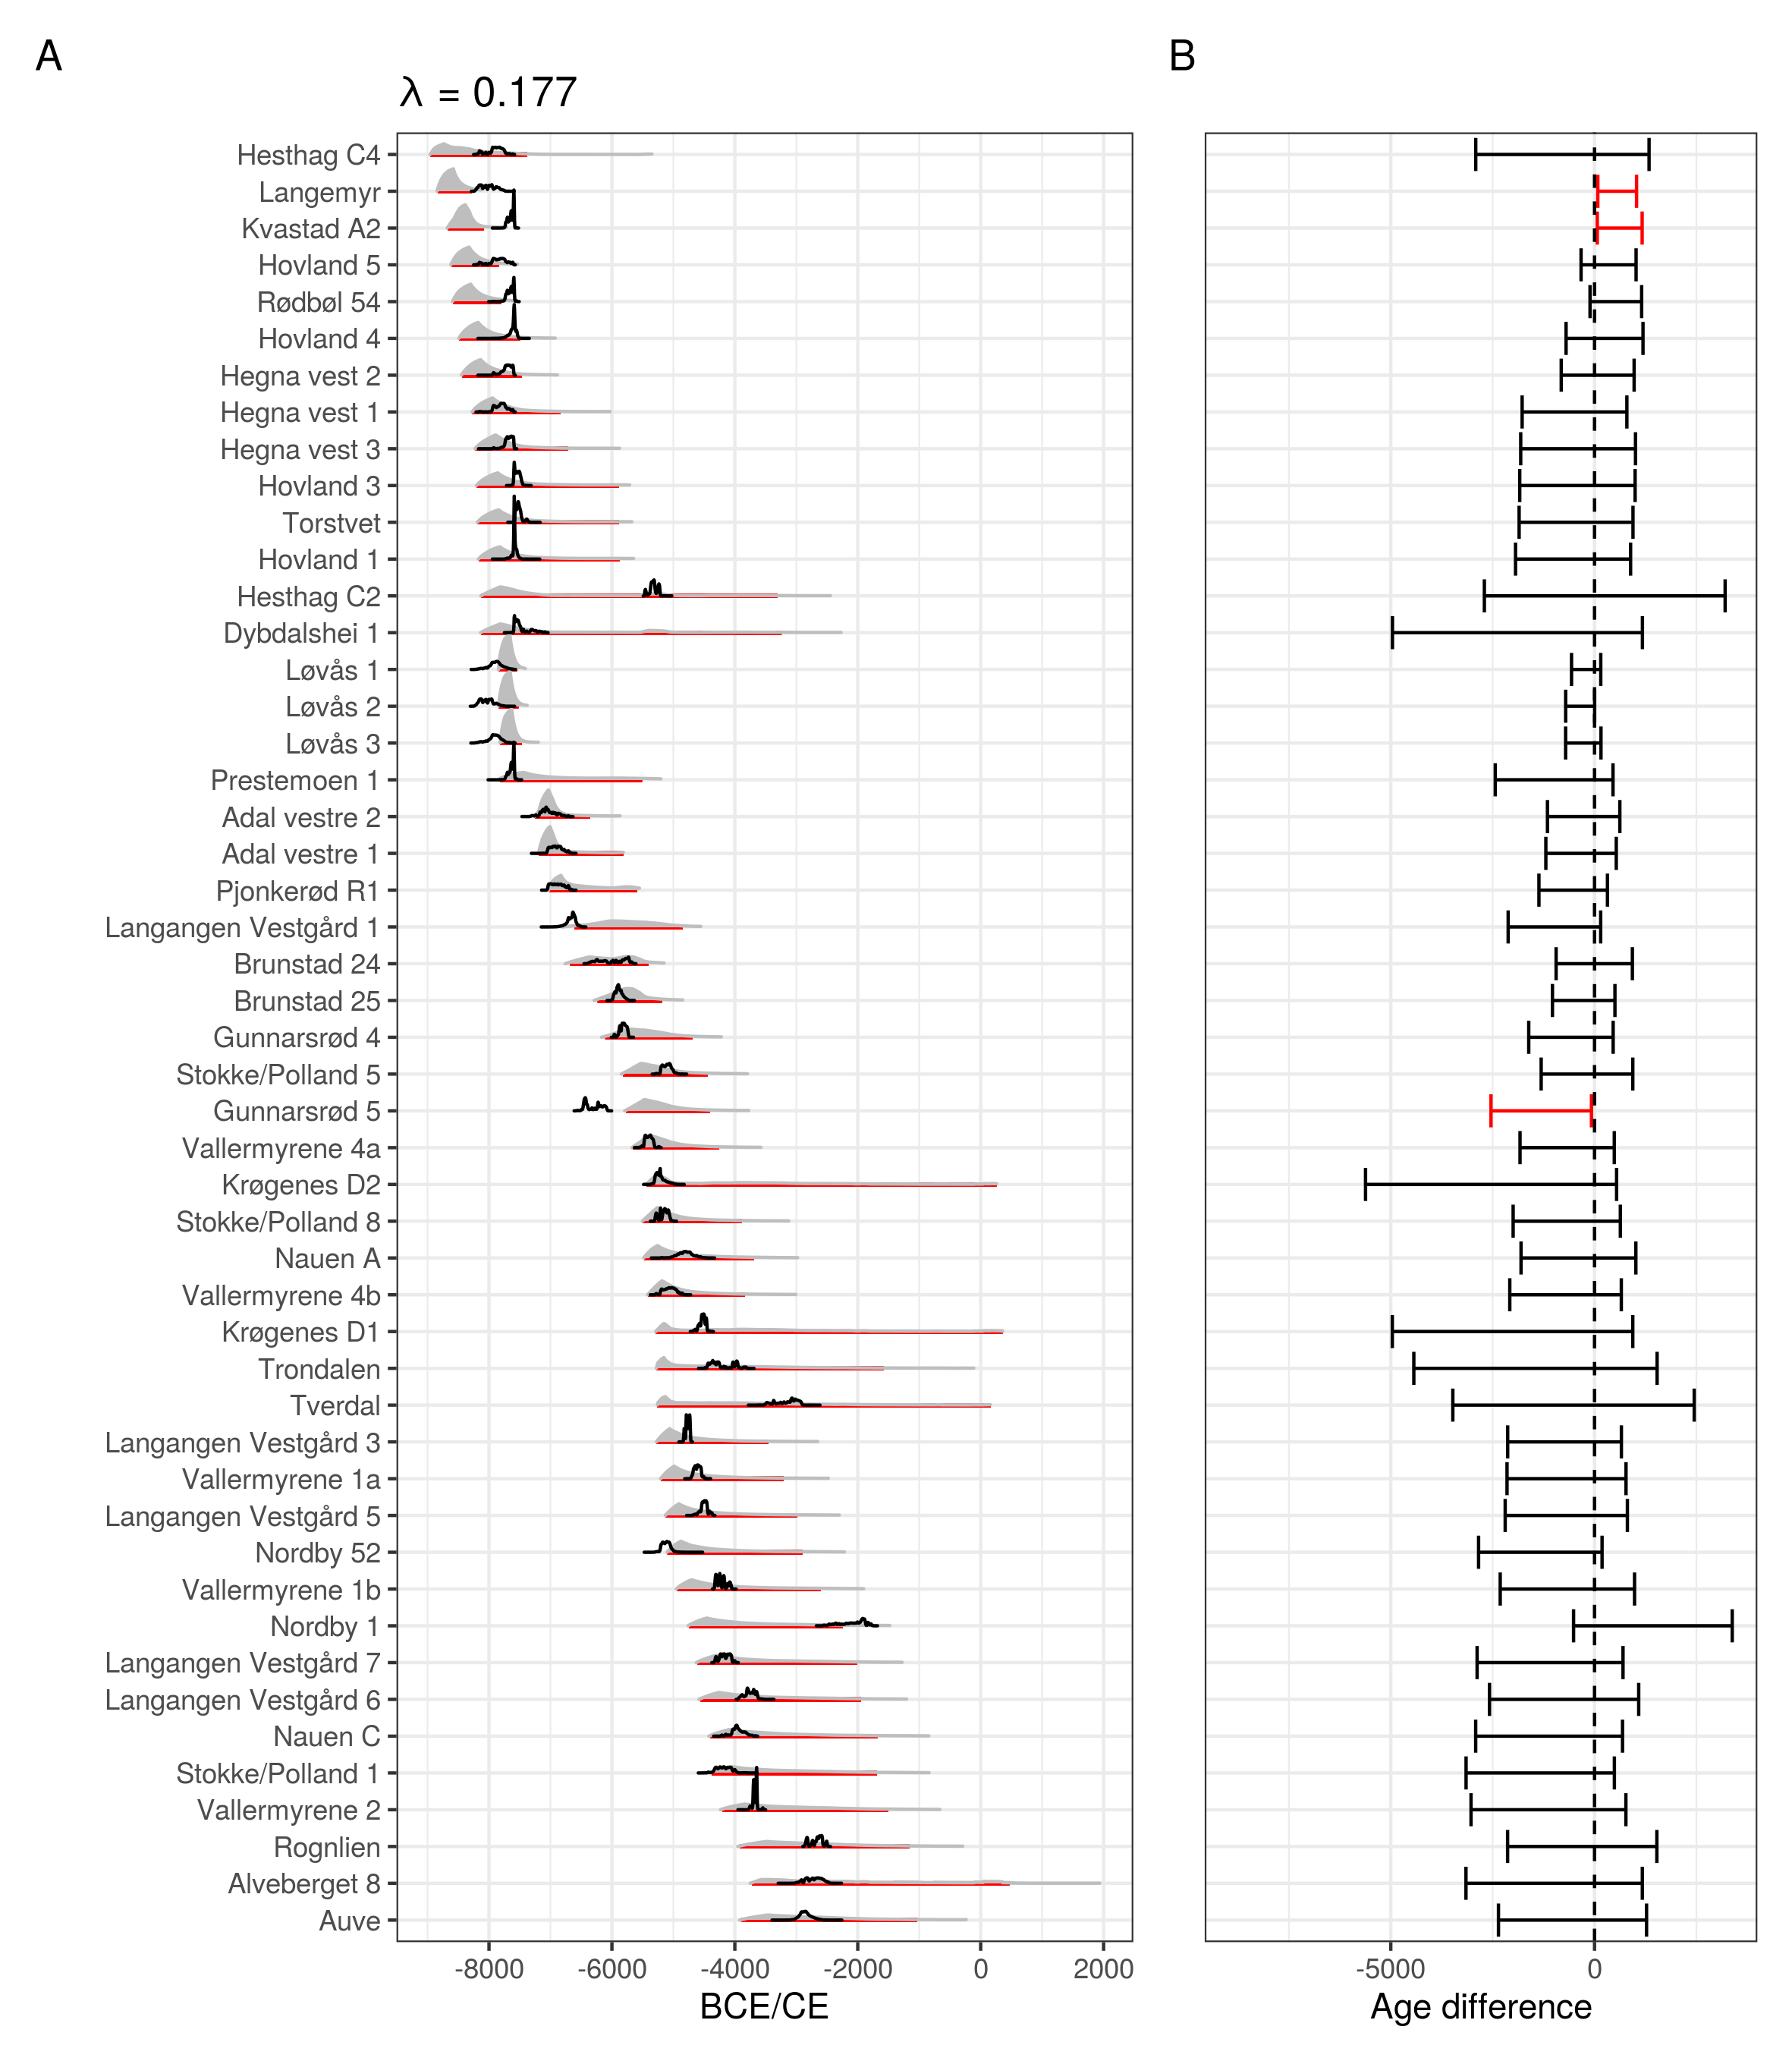 A
B
λ = 0.177
Hesthag C4
Langemyr
Kvastad A2
Hovland 5
Rødbøl 54
Hovland 4
Hegna vest 2
Hegna vest 1
Hegna vest 3
Hovland 3
Torstvet
Hovland 1
Hesthag C2
Dybdalshei 1
Løvås 1
Løvås 2
Løvås 3
Prestemoen 1
Adal vestre 2
Adal vestre 1
Pjonkerød R1
Langangen Vestgård 1
Brunstad 24
Brunstad 25
Gunnarsrød 4
Stokke/Polland 5
Gunnarsrød 5
Vallermyrene 4a
Krøgenes D2
Stokke/Polland 8
Nauen A
Vallermyrene 4b
Krøgenes D1
Trondalen
Tverdal
Langangen Vestgård 3
Vallermyrene 1a
Langangen Vestgård 5
Nordby 52
Vallermyrene 1b
Nordby 1
Langangen Vestgård 7
Langangen Vestgård 6
Nauen C
Stokke/Polland 1
Vallermyrene 2
Rognlien
Alveberget 8
Auve
-8000 -6000 -4000 -2000 0 2000
BCE/CE
-5000 0
Age difference